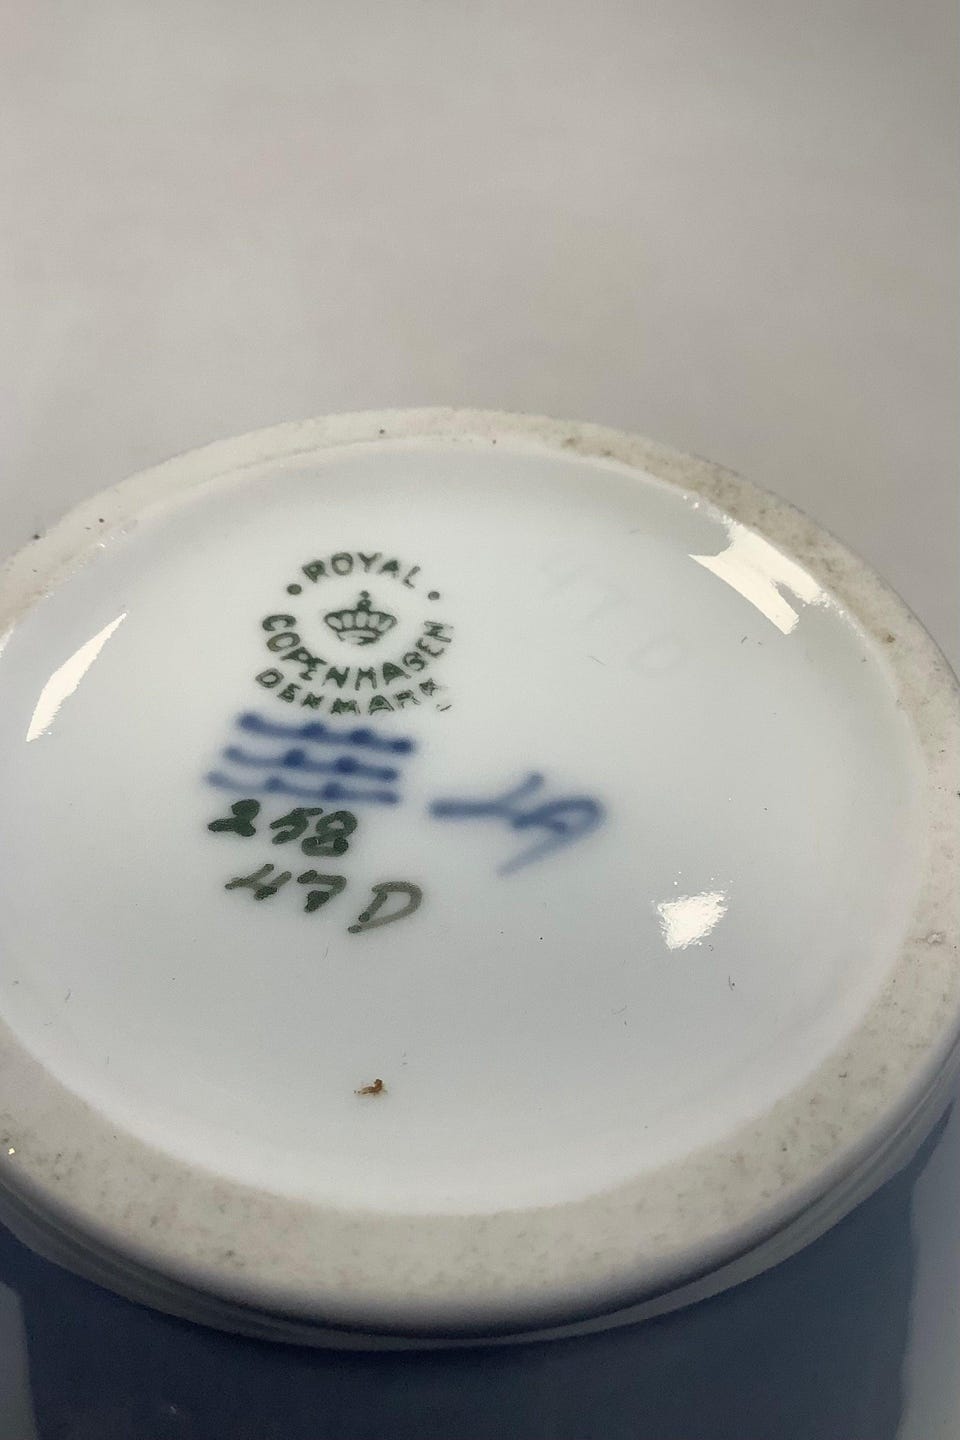 ROYAL
COPENHAGEN
DENMARK
258
47D